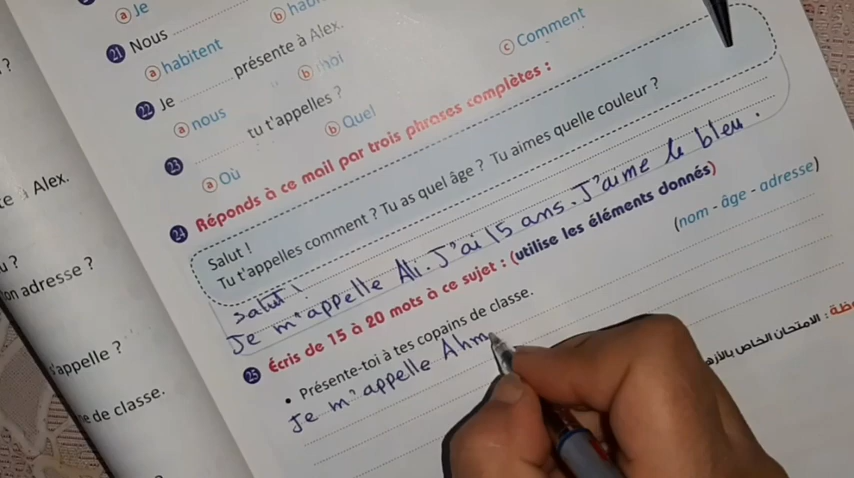 ⓐ Je
ⓑ
21 Nous
ⓐ habitent
22 Je ........ présente à Alex.
ⓐ nous ⓑ moi ⓒ Comment
23 ........ tu t'appelles ?
ⓐ Où ⓑ Quel
24 Réponds à ce mail par trois phrases complètes :
Salut !
Tu t'appelles comment ? Tu as quel âge ? Tu aimes quelle couleur ?
Salut !
Je m'appelle Ali. J'ai 15 ans. J'aime le bleu.
25 Écris de 15 à 20 mots à ce sujet : (utilise les éléments donnés)
• Présente-toi à tes copains de classe. (nom - âge - adresse)
Je m'appelle Ahm
الامتحان الخاص
à Alex.
adresse ?
appelle ?
de classe.